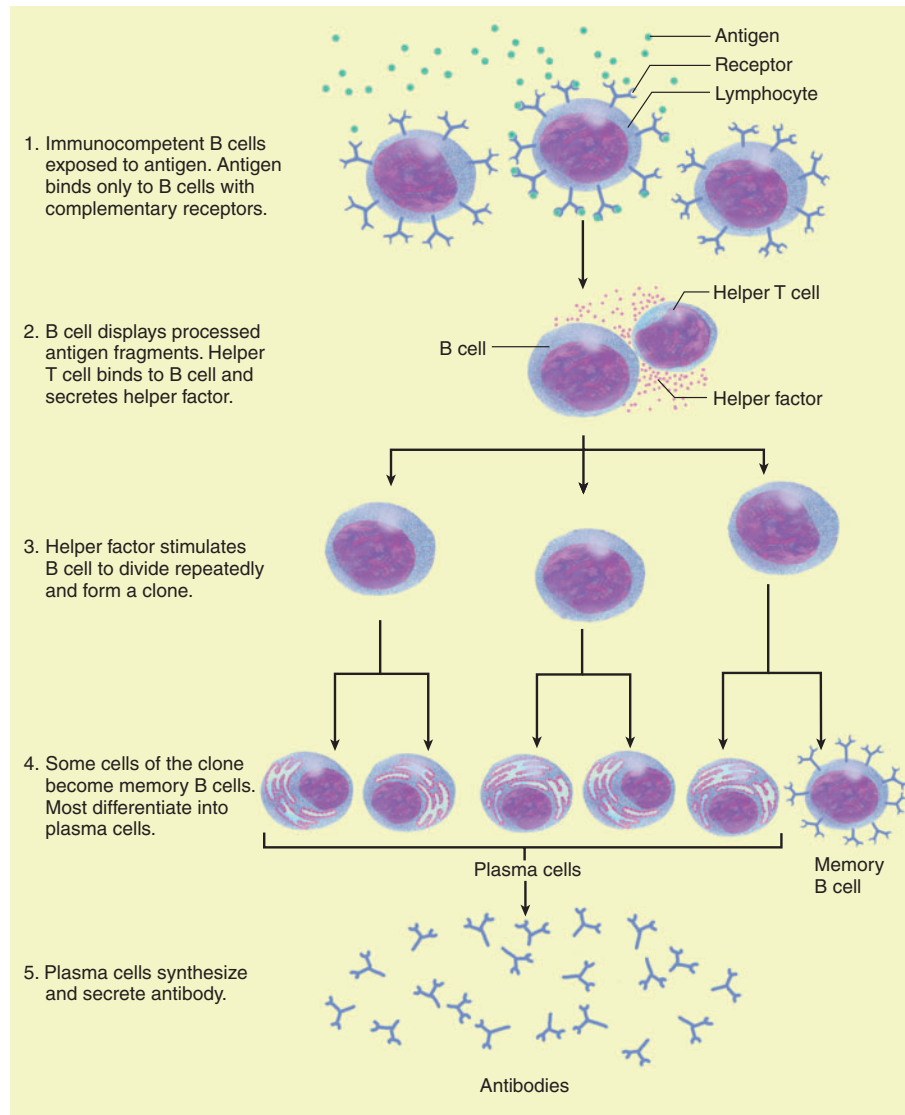 Antigen
Receptor
Lymphocyte
1. Immunocompetent B cells
exposed to antigen. Antigen
binds only to B cells with
complementary receptors.
Helper T cell
2. B cell displays processed
antigen fragments. Helper
T cell binds to B cell and
secretes helper factor.
B cell
Helper factor
3. Helper factor stimulates
B cell to divide repeatedly
and form a clone.
4. Some cells of the clone
become memory B cells.
Most differentiate into
plasma cells.
Plasma cells
Memory
B cell
5. Plasma cells synthesize
and secrete antibody.
Antibodies